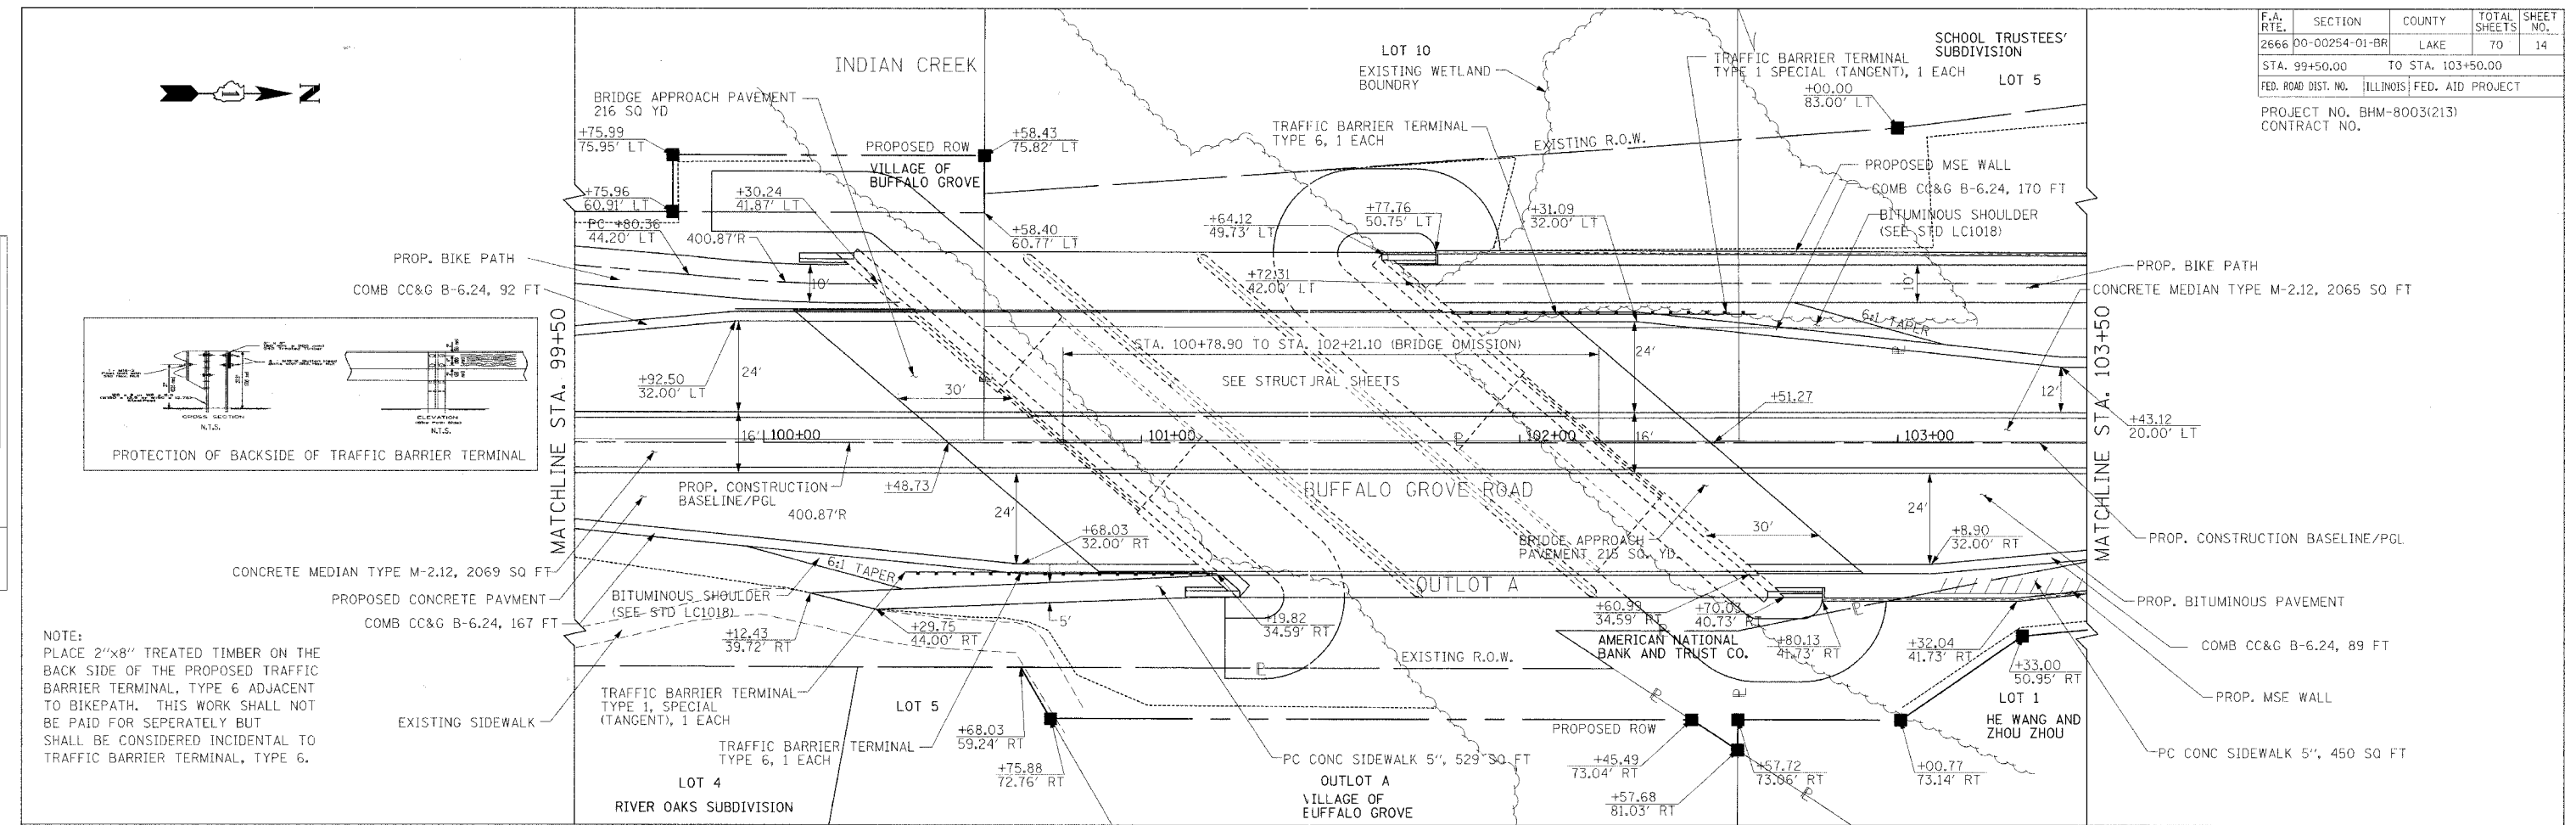 F.A. RTE. SECTION COUNTY TOTAL SHEETS SHEET NO.
2666 00-00254-01-BR LAKE 70 14
STA. 99+50.00 TO STA. 103+50.00
FED. ROAD DIST. NO. ILLINOIS FED. AID PROJECT
PROJECT NO. BHM-8003(213)
CONTRACT NO.
N
INDIAN CREEK
BRIDGE APPROACH PAVEMENT
216 SQ YD
+75.99
75.95' LT
PROPOSED ROW
VILLAGE OF
BUFFALO GROVE
+58.43
75.82' LT
+75.96
60.91' LT
+30.24
41.87' LT
PC +80.36
44.20' LT
400.87'R
+58.40
60.77' LT
LOT 10
EXISTING WETLAND
BOUNDRY
TRAFFIC BARRIER TERMINAL
TYPE 6, 1 EACH
TRAFFIC BARRIER TERMINAL
TYPE 1 SPECIAL (TANGENT), 1 EACH
SCHOOL TRUSTEES'
SUBDIVISION
LOT 5
+00.00
83.00' LT
EXISTING R.O.W.
PROPOSED MSE WALL
COMB CC&G B-6.24, 170 FT
BITUMINOUS SHOULDER
(SEE STD LC1018)
+64.12
49.73' LT
+77.76
50.75' LT
+31.09
32.00' LT
+72.31
42.00' LT
PROP. BIKE PATH
COMB CC&G B-6.24, 92 FT
10'
10'
PROP. BIKE PATH
CONCRETE MEDIAN TYPE M-2.12, 2065 SQ FT
6:1 TAPER
MATCHLINE STA. 99+50
MATCHLINE STA. 103+50
STA. 100+78.90 TO STA. 102+21.10 (BRIDGE OMISSION)
SEE STRUCTURAL SHEETS
+92.50
32.00' LT
24'
30'
24'
12'
+51.27
+43.12
20.00' LT
CROSS SECTION
N.T.S.
ELEVATION
N.T.S.
PROTECTION OF BACKSIDE OF TRAFFIC BARRIER TERMINAL
16'
100+00
101+00
102+00
16'
103+00
PROP. CONSTRUCTION
BASELINE/PGL
400.87'R
+48.73
BUFFALO GROVE ROAD
24'
24'
+68.03
32.00' RT
BRIDGE APPROACH
PAVEMENT 215 SQ. YD.
30'
+8.90
32.00' RT
PROP. CONSTRUCTION BASELINE/PGL
6:1 TAPER
CONCRETE MEDIAN TYPE M-2.12, 2069 SQ FT
PROPOSED CONCRETE PAVMENT
COMB CC&G B-6.24, 167 FT
BITUMINOUS SHOULDER
(SEE STD LC1018)
OUTLOT A
PROP. BITUMINOUS PAVEMENT
COMB CC&G B-6.24, 89 FT
PROP. MSE WALL
PC CONC SIDEWALK 5", 450 SQ FT
+12.43
39.72' RT
+29.75
44.00' RT
5'
+19.82
34.59' RT
+60.99
34.59' RT
+70.03
40.73' RT
+80.13
41.73' RT
+32.04
41.73' RT
+33.00
50.95' RT
AMERICAN NATIONAL
BANK AND TRUST CO.
EXISTING R.O.W.
NOTE:
PLACE 2"x8" TREATED TIMBER ON THE
BACK SIDE OF THE PROPOSED TRAFFIC
BARRIER TERMINAL, TYPE 6 ADJACENT
TO BIKEPATH. THIS WORK SHALL NOT
BE PAID FOR SEPERATELY BUT
SHALL BE CONSIDERED INCIDENTAL TO
TRAFFIC BARRIER TERMINAL, TYPE 6.
EXISTING SIDEWALK
TRAFFIC BARRIER TERMINAL
TYPE 1, SPECIAL
(TANGENT), 1 EACH
LOT 5
TRAFFIC BARRIER TERMINAL
TYPE 6, 1 EACH
+68.03
59.24' RT
+75.88
72.76' RT
LOT 4
RIVER OAKS SUBDIVISION
PC CONC SIDEWALK 5", 529 SQ FT
OUTLOT A
VILLAGE OF
BUFFALO GROVE
PROPOSED ROW
+45.49
73.04' RT
+57.68
81.03' RT
+57.72
73.06' RT
+00.77
73.14' RT
LOT 1
HE WANG AND
ZHOU ZHOU